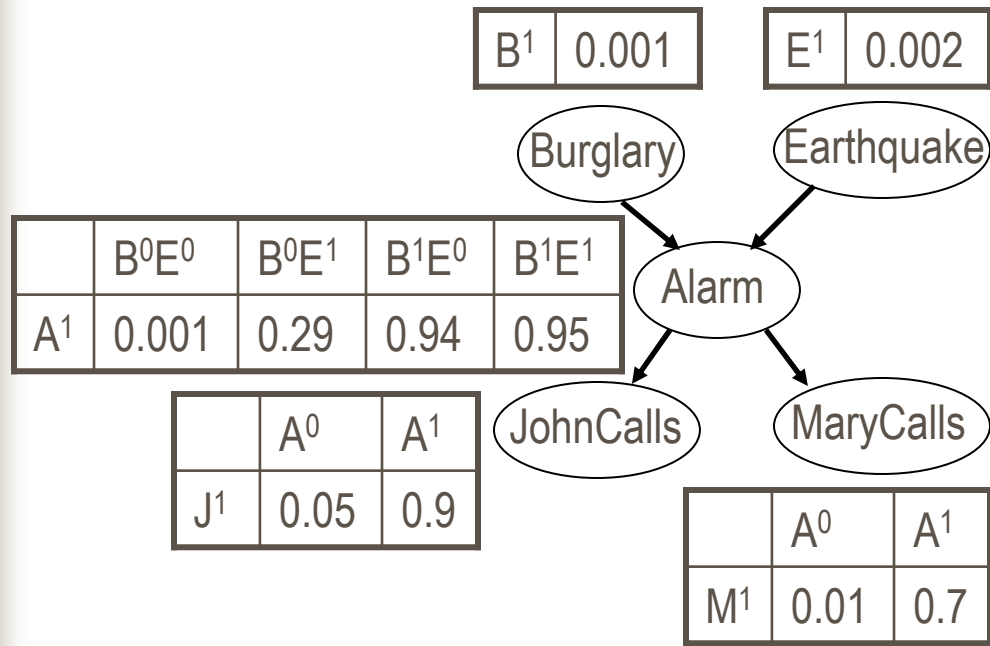 B¹ 0.001
E¹ 0.002
Burglary
Earthquake
B⁰E⁰ B⁰E¹ B¹E⁰ B¹E¹
A¹ 0.001 0.29 0.94 0.95
Alarm
A⁰ A¹
J¹ 0.05 0.9
JohnCalls
MaryCalls
A⁰ A¹
M¹ 0.01 0.7